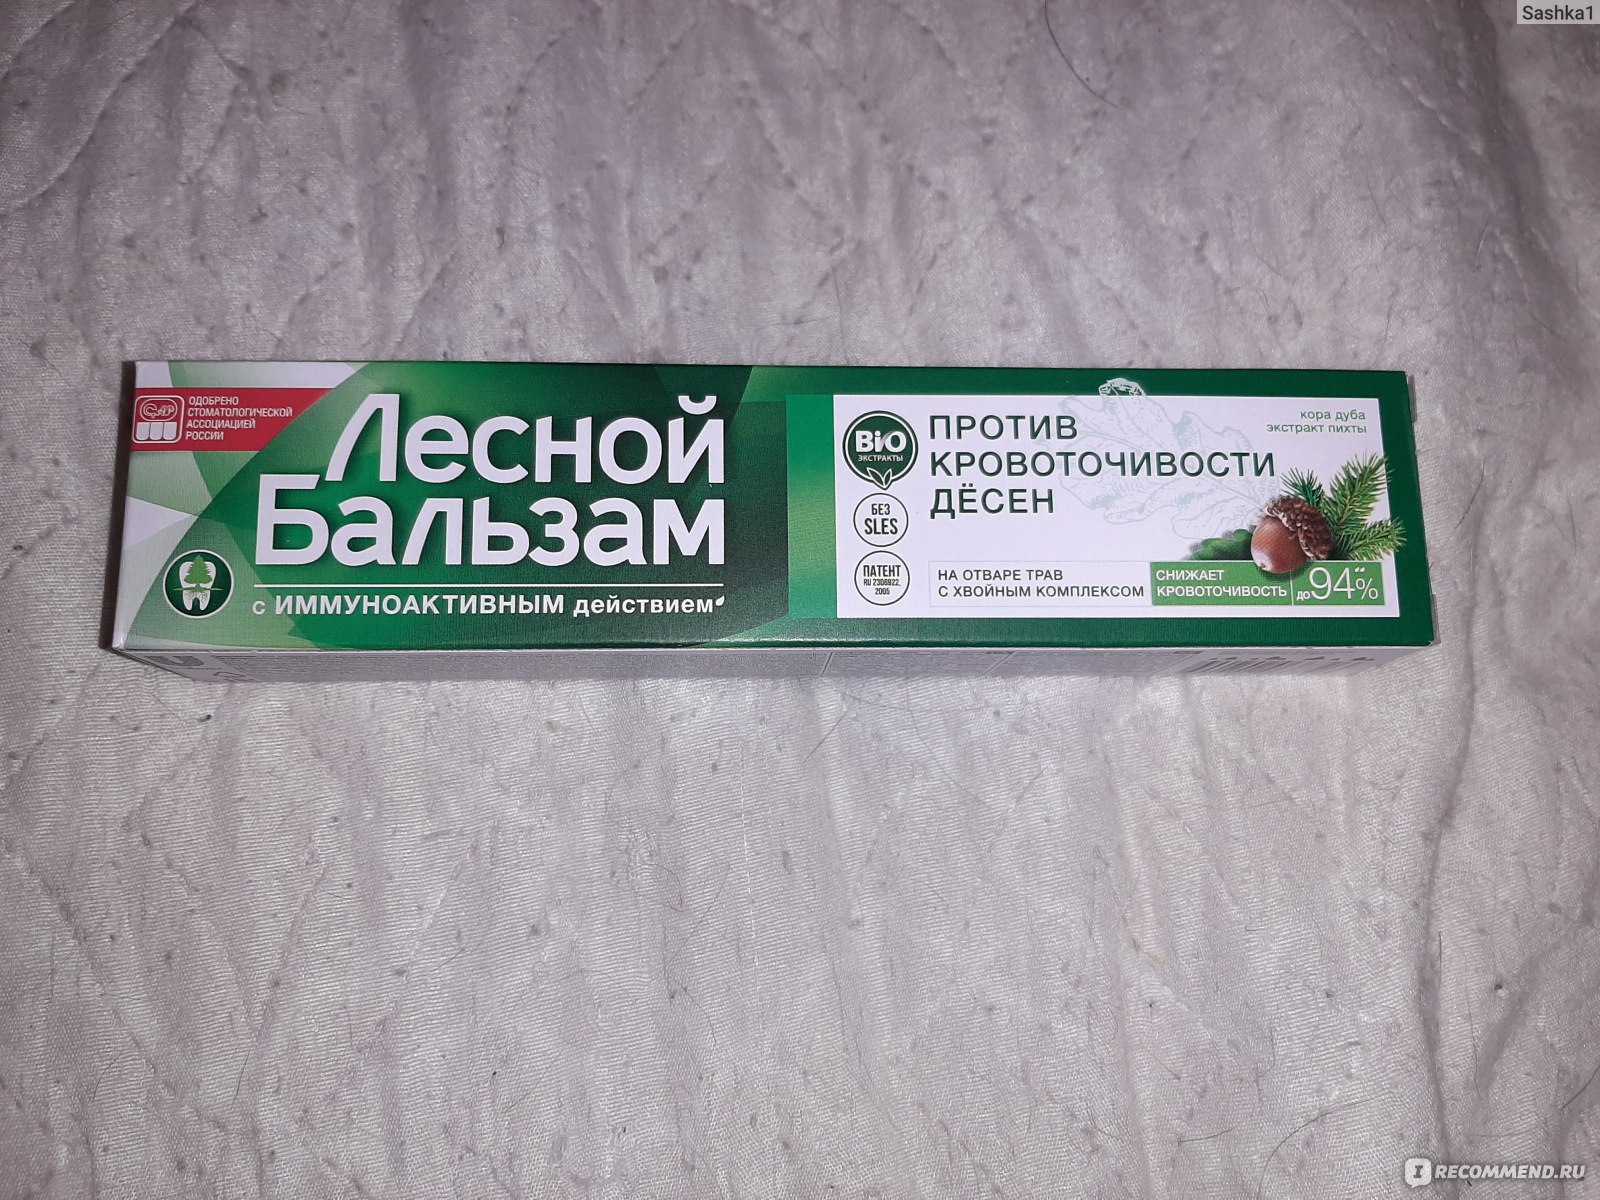 Sashka1
ОДОБРЕНО
СТОМАТОЛОГИЧЕСКОЙ
АССОЦИАЦИЕЙ
РОССИИ
Лесной
Бальзам
с ИММУНОАКТИВНЫМ действием
BiO
ЭКСТРАКТЫ
БЕЗ
SLES
ПАТЕНТ
RU 2306922,
2005
ПРОТИВ
КРОВОТОЧИВОСТИ
ДЁСЕН
кора дуба
экстракт пихты
НА ОТВАРЕ ТРАВ
С ХВОЙНЫМ КОМПЛЕКСОМ
СНИЖАЕТ
КРОВОТОЧИВОСТЬ
до 94**%
IRECOMMEND.RU